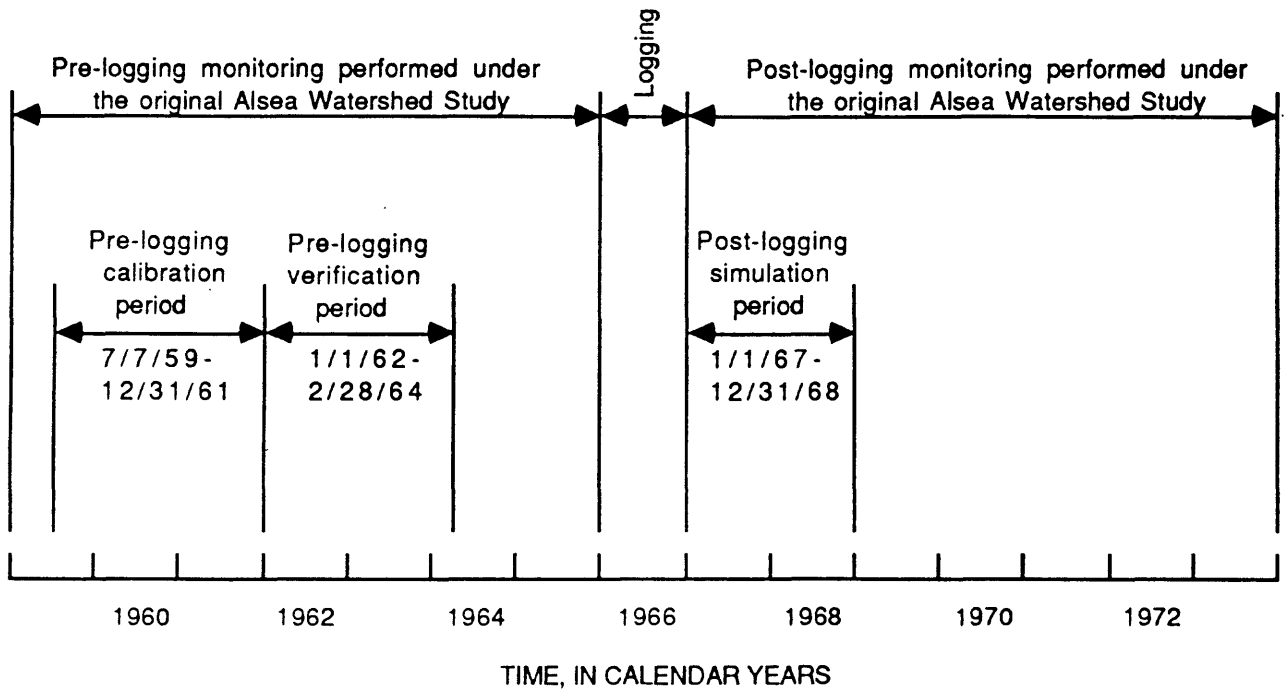 Pre-logging monitoring performed under
the original Alsea Watershed Study
Logging
Post-logging monitoring performed under
the original Alsea Watershed Study
Pre-logging
calibration
period
7/7/59-
12/31/61
Pre-logging
verification
period
1/1/62-
2/28/64
Post-logging
simulation
period
1/1/67-
12/31/68
1960 1962 1964 1966 1968 1970 1972
TIME, IN CALENDAR YEARS